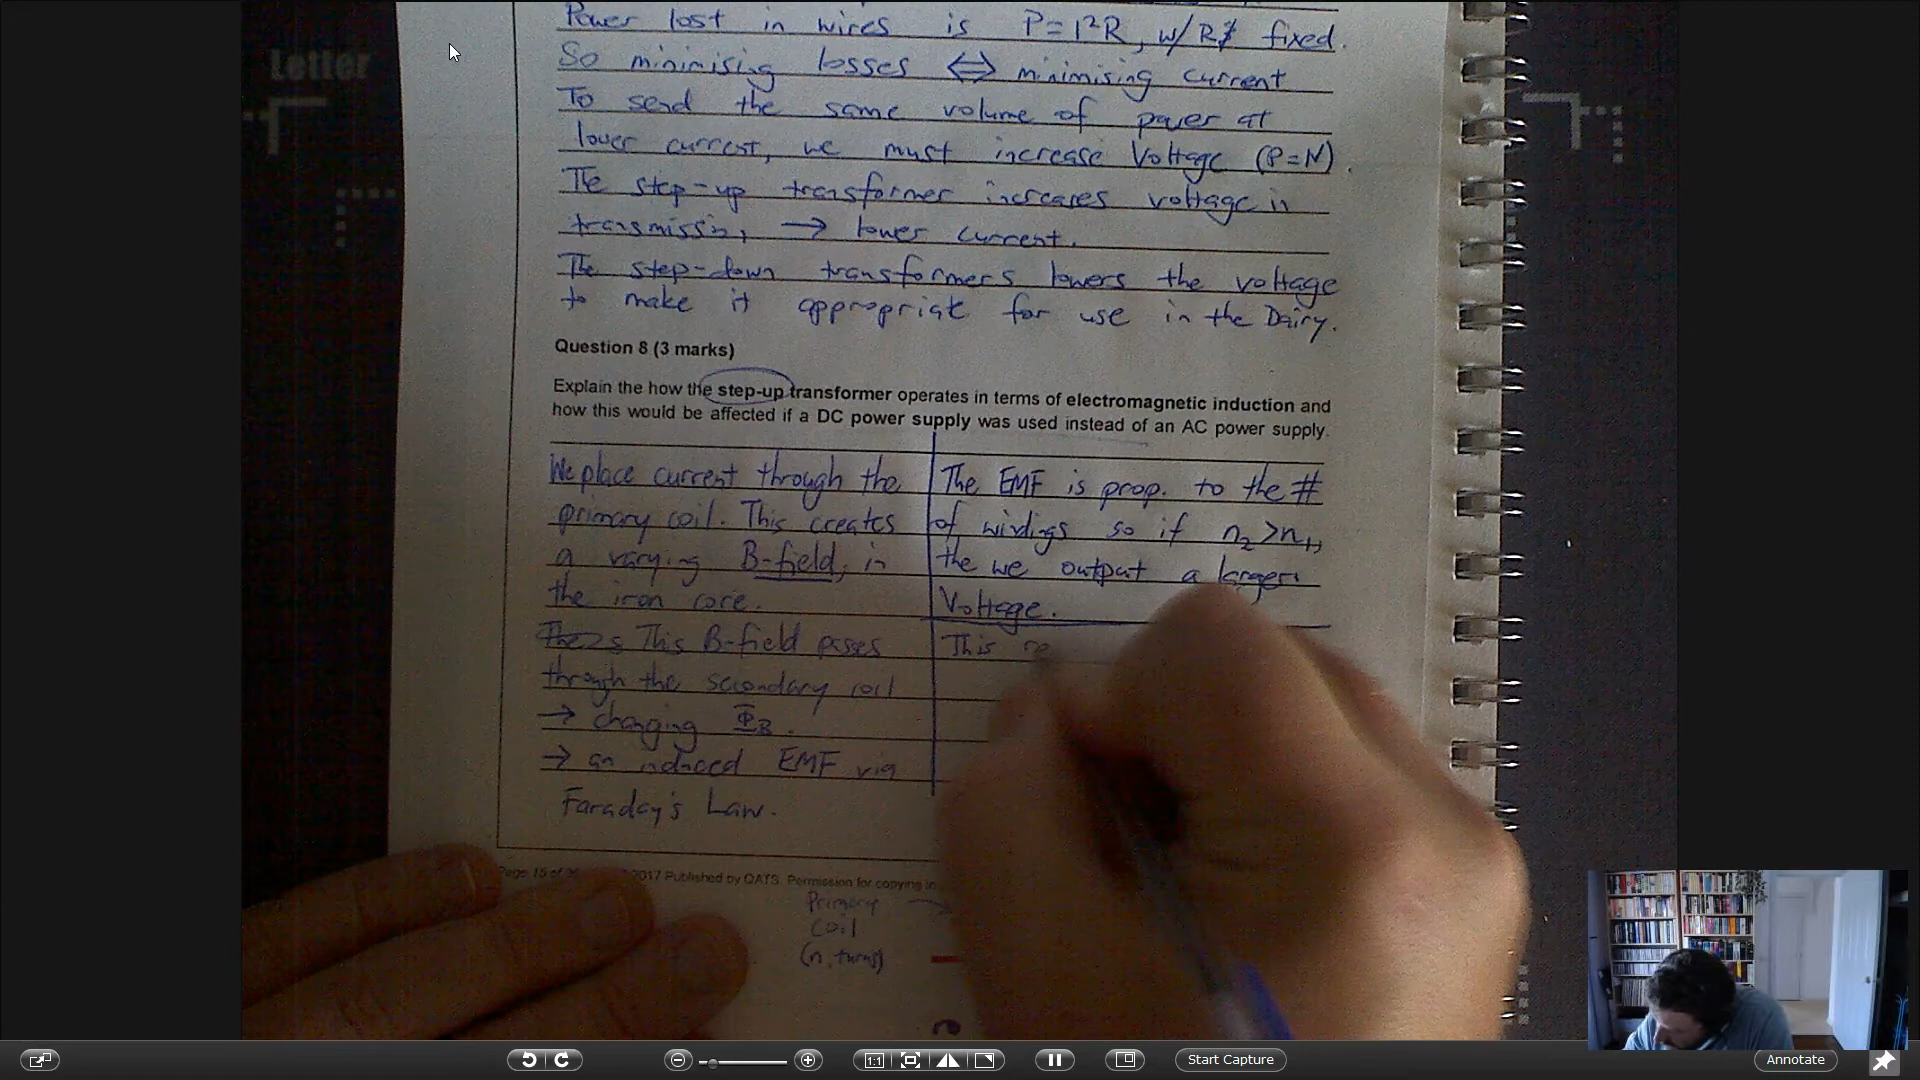 Letter
Power lost in wires is P=I²R, w/ R fixed.
So minimising losses ⟺ minimising current
To send the same volume of power at
lower current, we must increase Voltage (P=IV).
The step-up transformer increases voltage in
transmission, → lower current.
The step-down transformers lowers the voltage
to make it appropriate for use in the Dairy.
Question 8 (3 marks)
Explain the how the step-up transformer operates in terms of electromagnetic induction and
how this would be affected if a DC power supply was used instead of an AC power supply.
We place current through the
primary coil. This creates
a varying B-field, in
the iron core.
This B-field passes
through the secondary coil
→ changing Φ_B.
→ an induced EMF via
Faraday's Law.
The EMF is prop. to the #
of windings so if n₂>n₁,
the we output a larger
Voltage.
This re
Page 15 of 2017 Published by QATS. Permission for copying in
Primary
coil
(n, turns)
1:1
Start Capture
Annotate